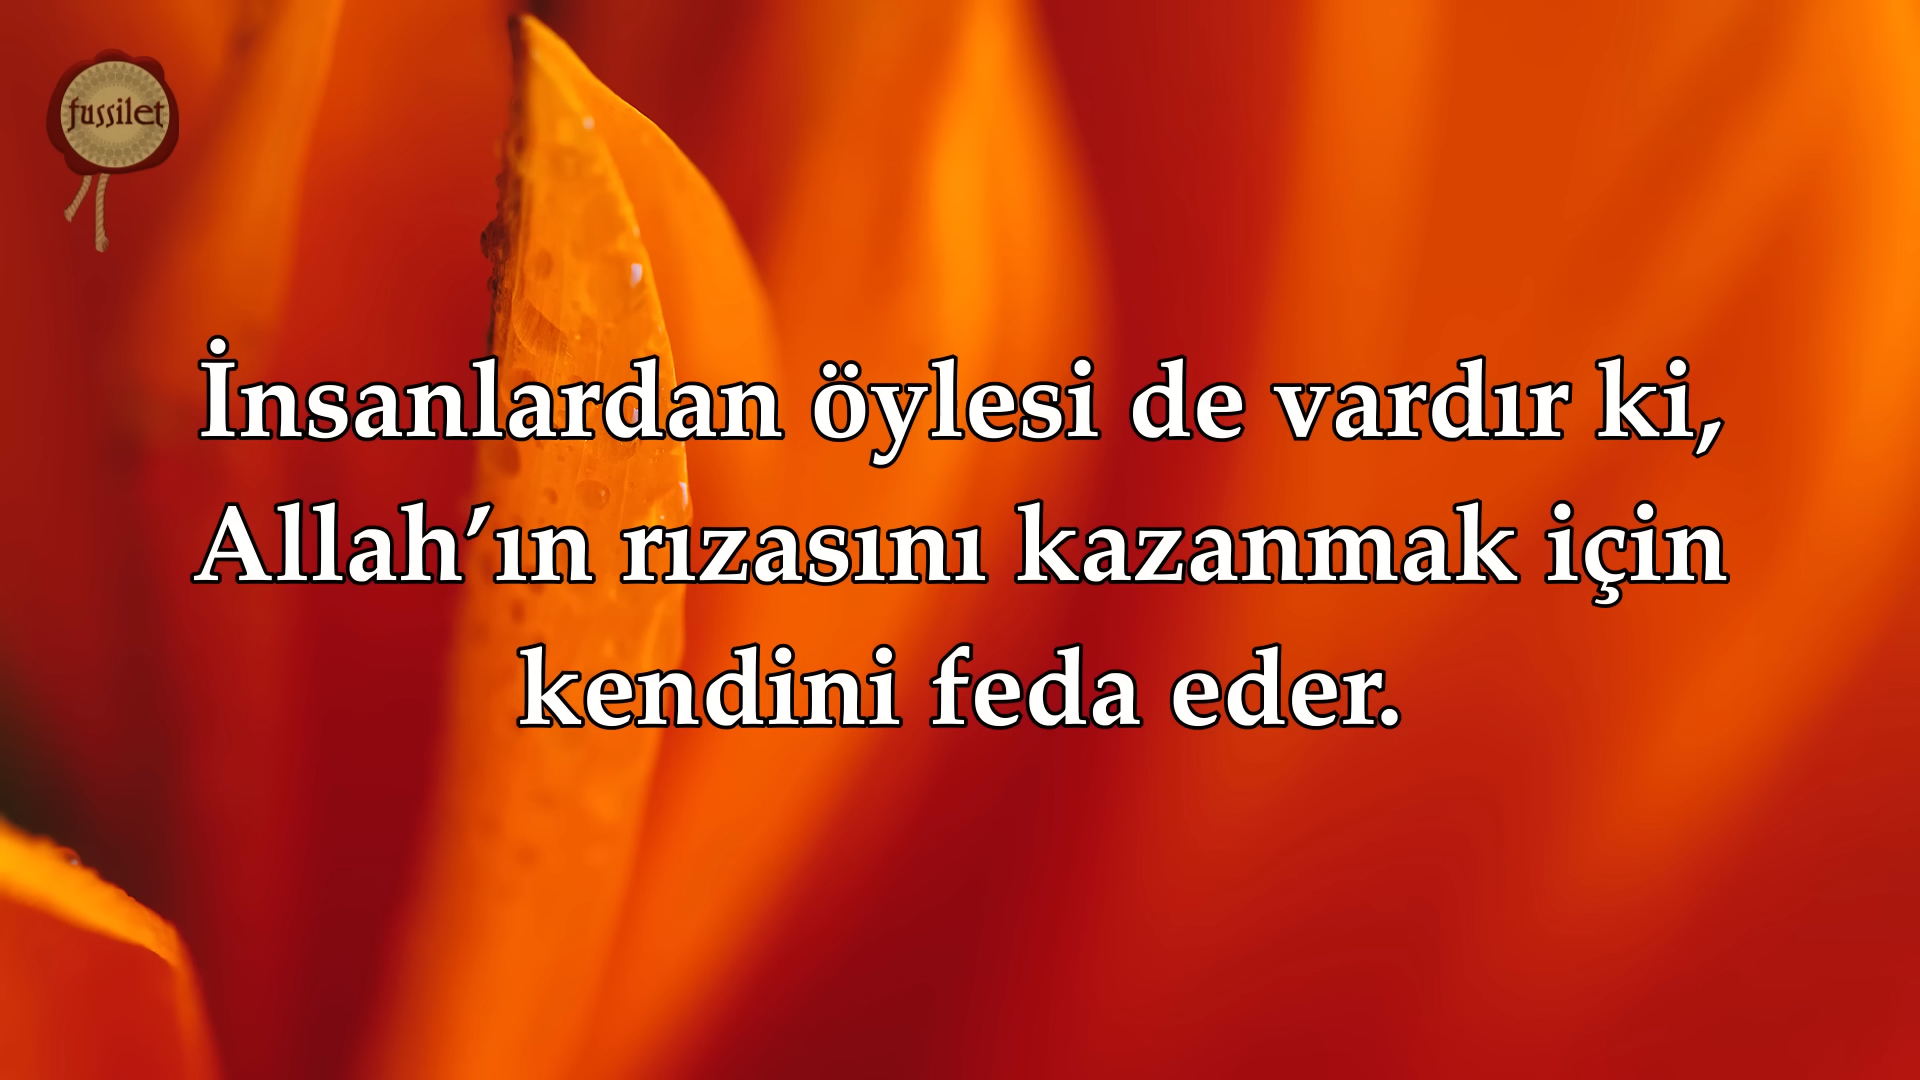 fussilet
İnsanlardan öylesi de vardır ki,
Allah’ın rızasını kazanmak için
kendini feda eder.